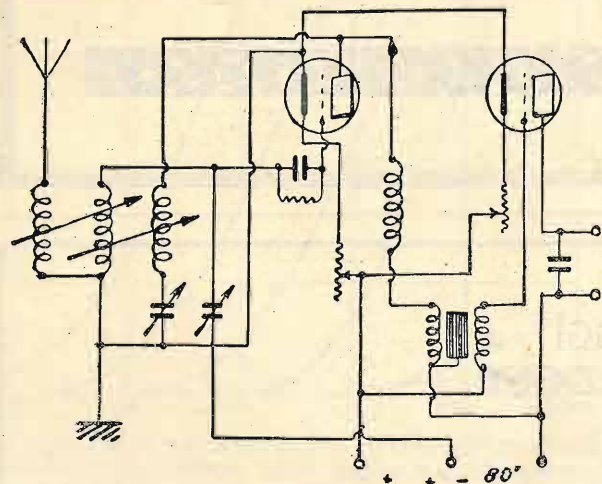 + + - 80'